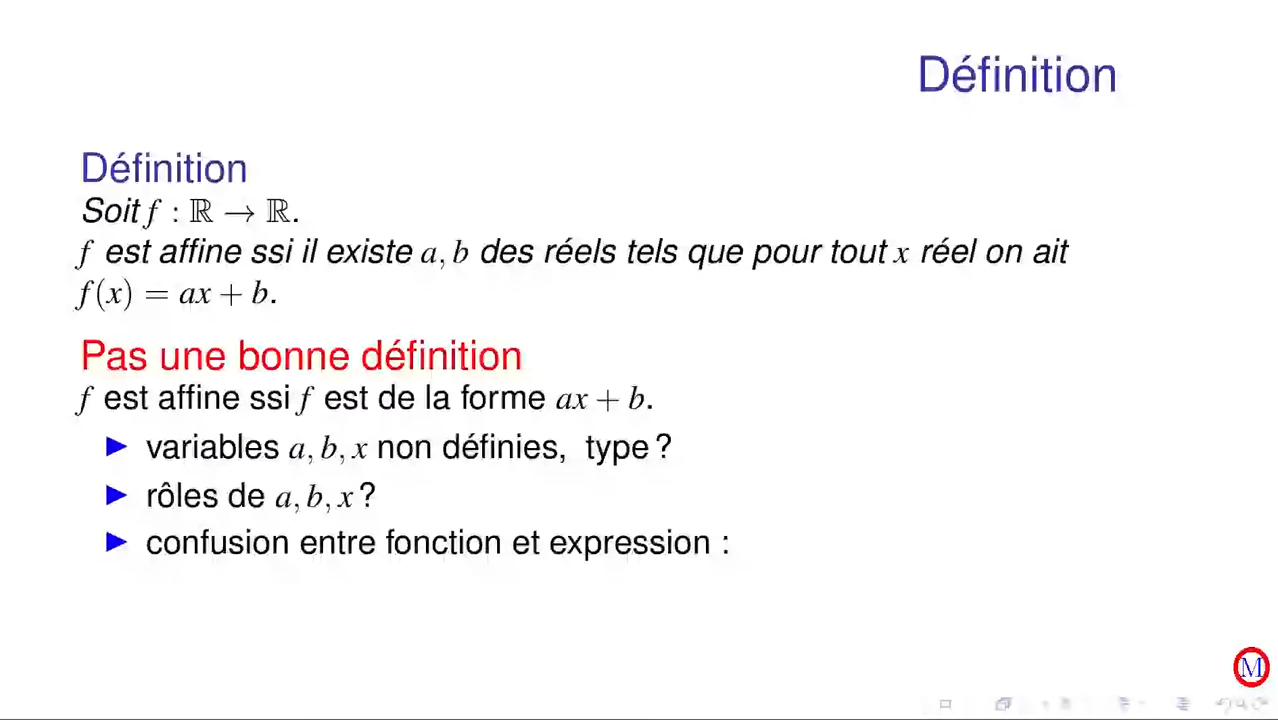 Définition
Définition
Soit f : ℝ → ℝ.
f est affine ssi il existe a, b des réels tels que pour tout x réel on ait
f(x) = ax + b.
Pas une bonne définition
f est affine ssi f est de la forme ax + b.
▶ variables a, b, x non définies, type ?
▶ rôles de a, b, x ?
▶ confusion entre fonction et expression :
M